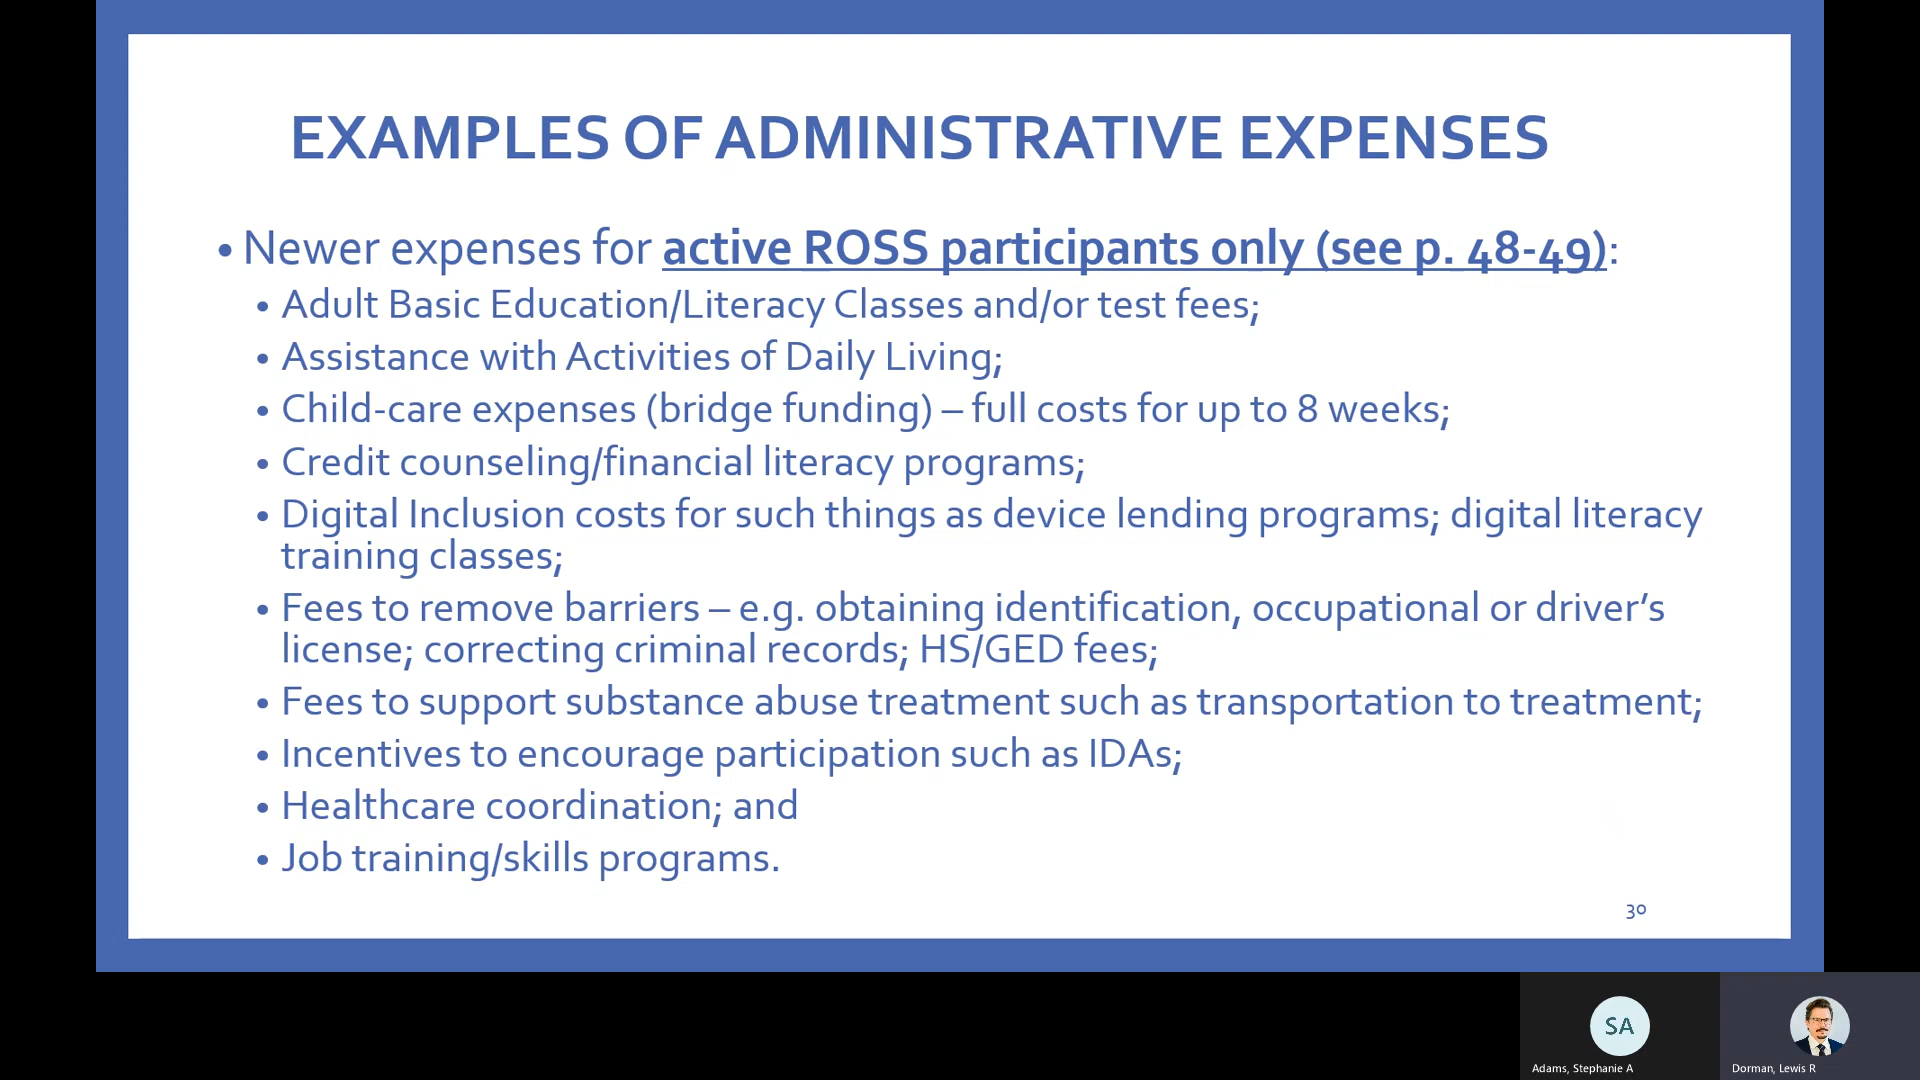 EXAMPLES OF ADMINISTRATIVE EXPENSES
• Newer expenses for active ROSS participants only (see p. 48-49):
• Adult Basic Education/Literacy Classes and/or test fees;
• Assistance with Activities of Daily Living;
• Child-care expenses (bridge funding) – full costs for up to 8 weeks;
• Credit counseling/financial literacy programs;
• Digital Inclusion costs for such things as device lending programs; digital literacy
training classes;
• Fees to remove barriers – e.g. obtaining identification, occupational or driver’s
license; correcting criminal records; HS/GED fees;
• Fees to support substance abuse treatment such as transportation to treatment;
• Incentives to encourage participation such as IDAs;
• Healthcare coordination; and
• Job training/skills programs.
30
SA
Adams, Stephanie A
Dorman, Lewis R